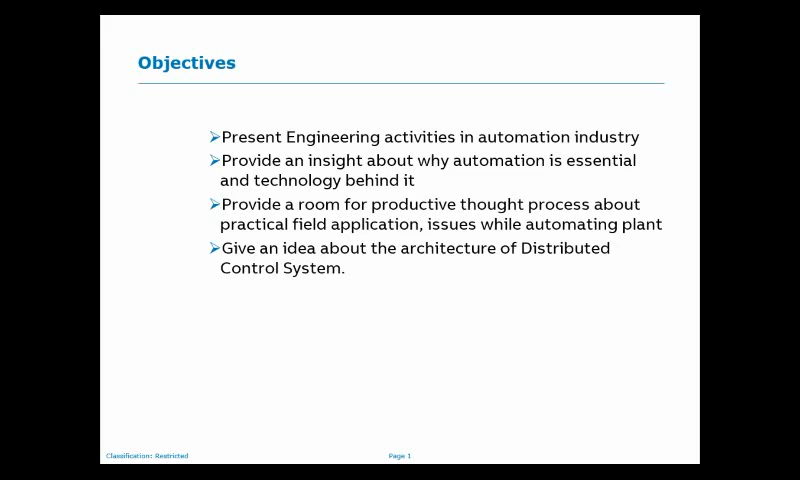 Objectives
➢Present Engineering activities in automation industry
➢Provide an insight about why automation is essential
and technology behind it
➢Provide a room for productive thought process about
practical field application, issues while automating plant
➢Give an idea about the architecture of Distributed
Control System.
Classification: Restricted
Page 1